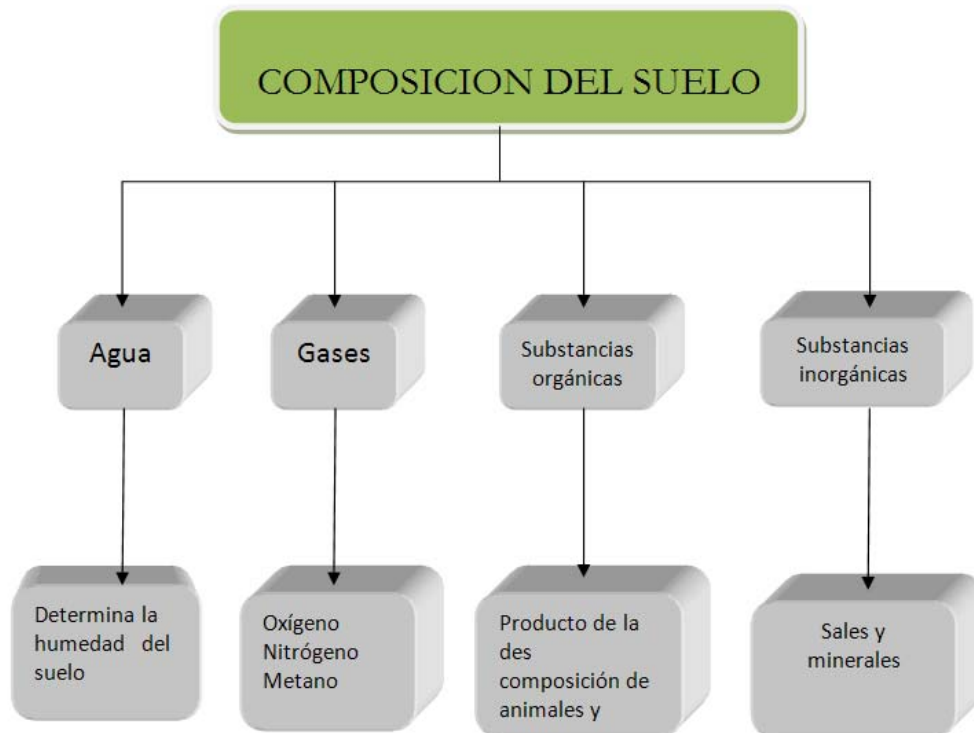 COMPOSICION DEL SUELO
Agua
Gases
Substancias
orgánicas
Substancias
inorgánicas
Determina la
humedad del
suelo
Oxígeno
Nitrógeno
Metano
Producto de la
des
composición de
animales y
Sales y
minerales